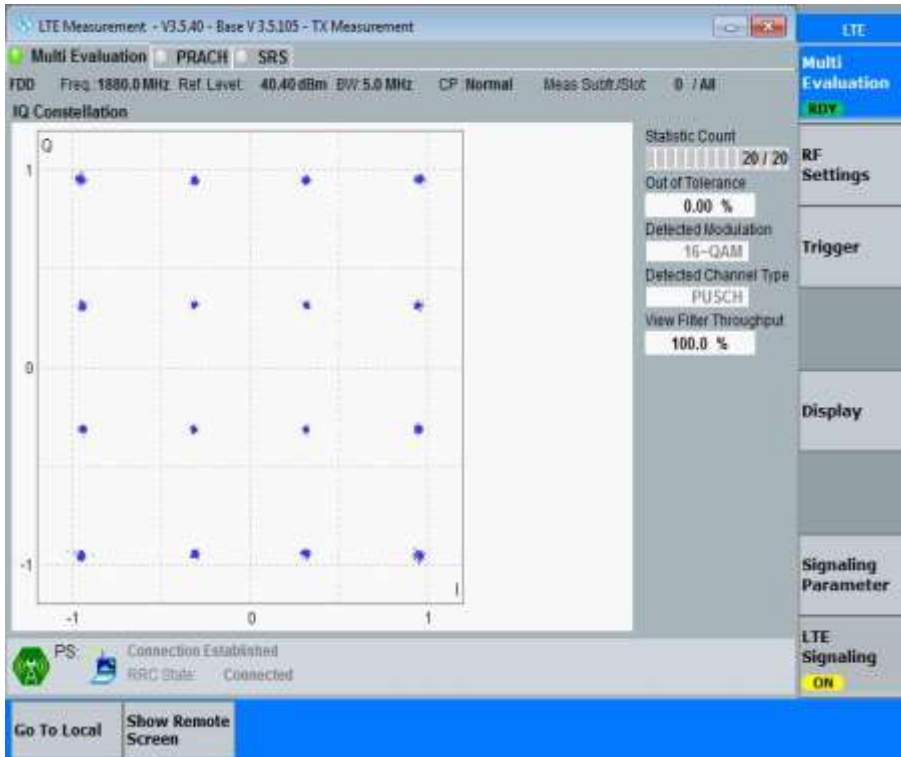 LTE Measurement - V3.5.40 - Base V 3.5.105 - TX Measurement
Multi Evaluation PRACH SRS
FDD Freq.:1880.0 MHz Ref. Level: 40.40 dBm BW:5.0 MHz CP: Normal Meas Subfr./Slot: 0 / All
IQ Constellation
Q
1
0
-1
-1 0 1
I
Statistic Count
20 / 20
Out of Tolerance
0.00 %
Detected Modulation
16-QAM
Detected Channel Type
PUSCH
View Filter Throughput
100.0 %
PS: Connection Established
RRC State: Connected
LTE
Multi
Evaluation
RDY
RF
Settings
Trigger
Display
Signaling
Parameter
LTE
Signaling
ON
Go To Local
Show Remote
Screen